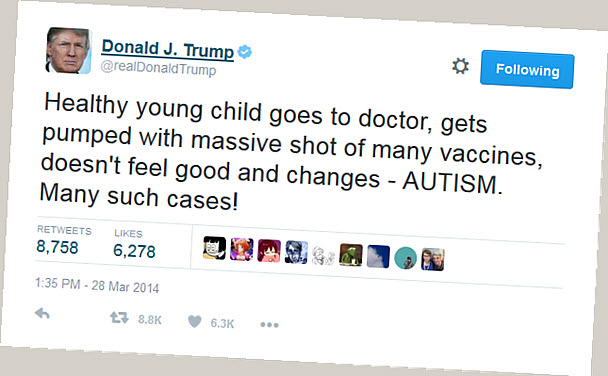 Donald J. Trump
@realDonaldTrump
Following
Healthy young child goes to doctor, gets
pumped with massive shot of many vaccines,
doesn't feel good and changes - AUTISM.
Many such cases!
RETWEETS LIKES
8,758 6,278
1:35 PM - 28 Mar 2014
8.8K 6.3K